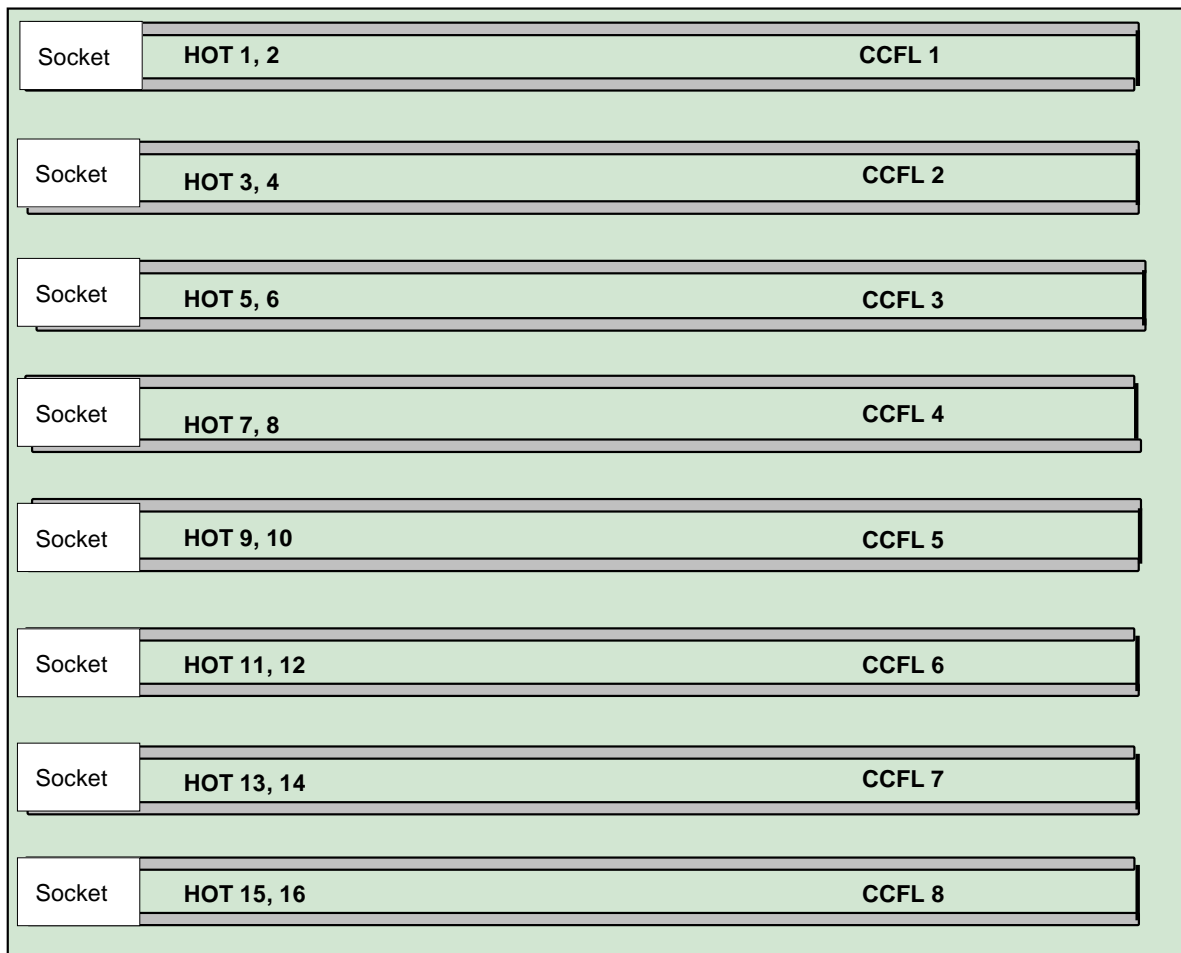 Socket HOT 1, 2 CCFL 1
Socket HOT 3, 4 CCFL 2
Socket HOT 5, 6 CCFL 3
Socket HOT 7, 8 CCFL 4
Socket HOT 9, 10 CCFL 5
Socket HOT 11, 12 CCFL 6
Socket HOT 13, 14 CCFL 7
Socket HOT 15, 16 CCFL 8